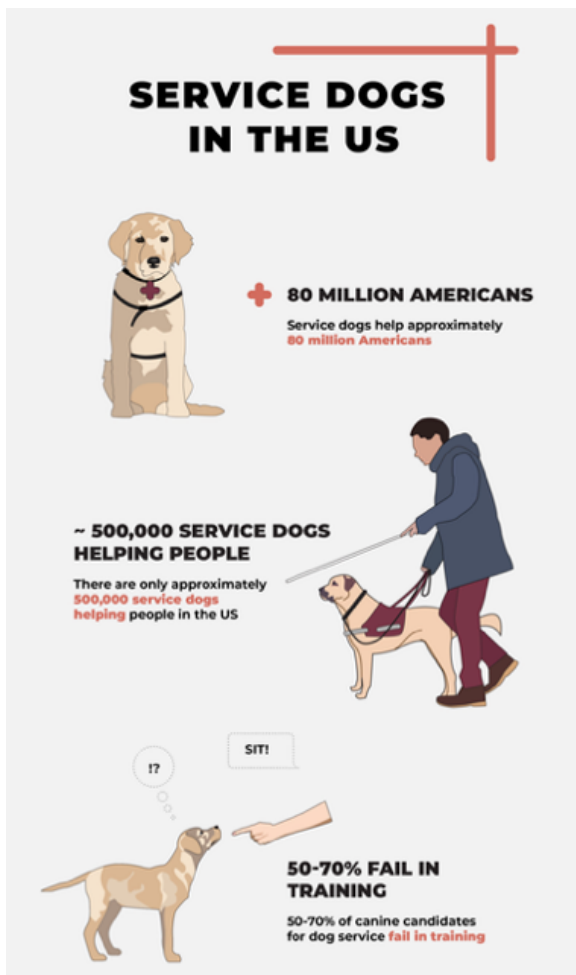 SERVICE DOGS
IN THE US
80 MILLION AMERICANS
Service dogs help approximately
80 million Americans
~ 500,000 SERVICE DOGS
HELPING PEOPLE
There are only approximately
500,000 service dogs
helping people in the US
SIT!
!?
50-70% FAIL IN
TRAINING
50-70% of canine candidates
for dog service fail in training